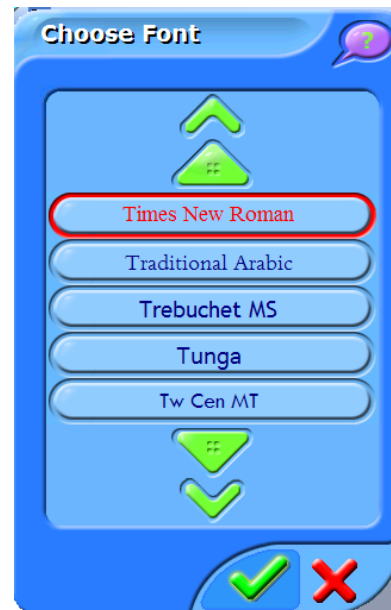 Choose Font
?
Times New Roman
Traditional Arabic
Trebuchet MS
Tunga
Tw Cen MT